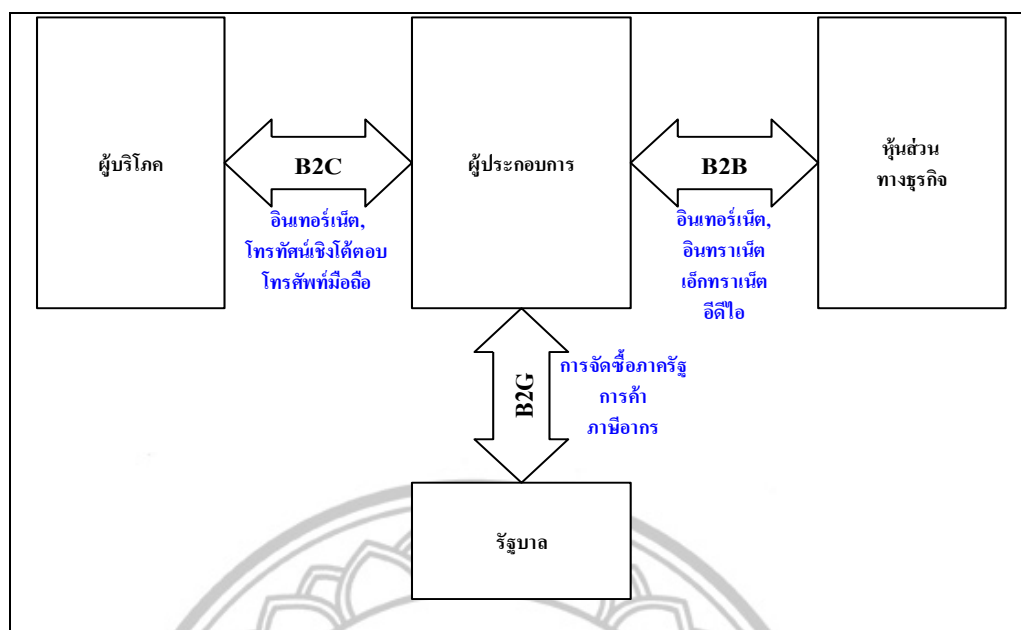 ผู้บริโภค
B2C
อินเทอร์เน็ต,
โทรทัศน์เชิงโต้ตอบ
โทรศัพท์มือถือ
ผู้ประกอบการ
B2B
อินเทอร์เน็ต,
อินทราเน็ต
เอ็กทราเน็ต
อีดีไอ
หุ้นส่วน
ทางธุรกิจ
B2G
การจัดซื้อภาครัฐ
การค้า
ภาษีอากร
รัฐบาล